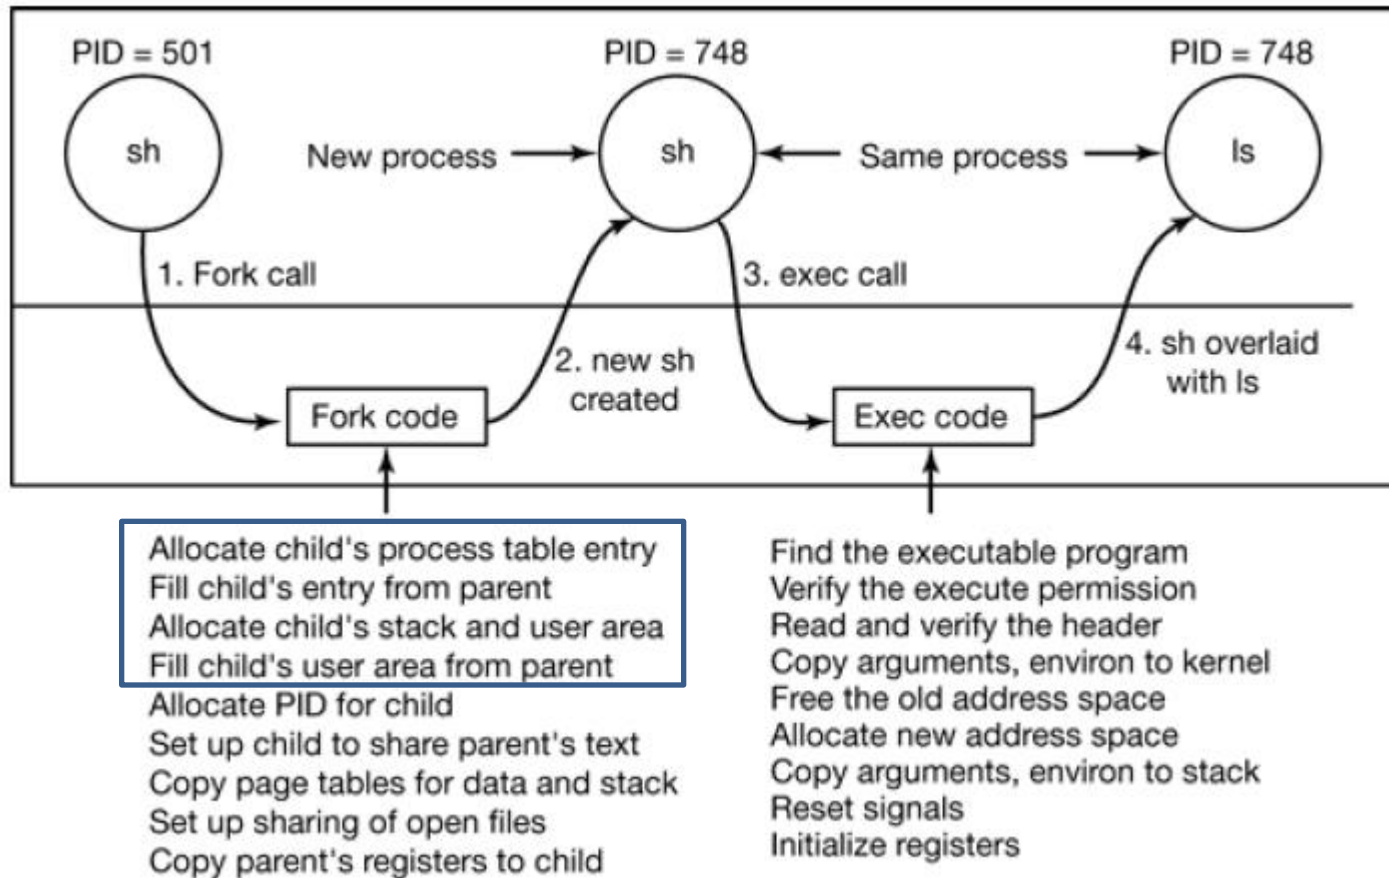 PID = 501
PID = 748
PID = 748
sh
New process
sh
Same process
ls
1. Fork call
3. exec call
2. new sh
created
4. sh overlaid
with ls
Fork code
Exec code
Allocate child's process table entry
Fill child's entry from parent
Allocate child's stack and user area
Fill child's user area from parent
Allocate PID for child
Set up child to share parent's text
Copy page tables for data and stack
Set up sharing of open files
Copy parent's registers to child
Find the executable program
Verify the execute permission
Read and verify the header
Copy arguments, environ to kernel
Free the old address space
Allocate new address space
Copy arguments, environ to stack
Reset signals
Initialize registers